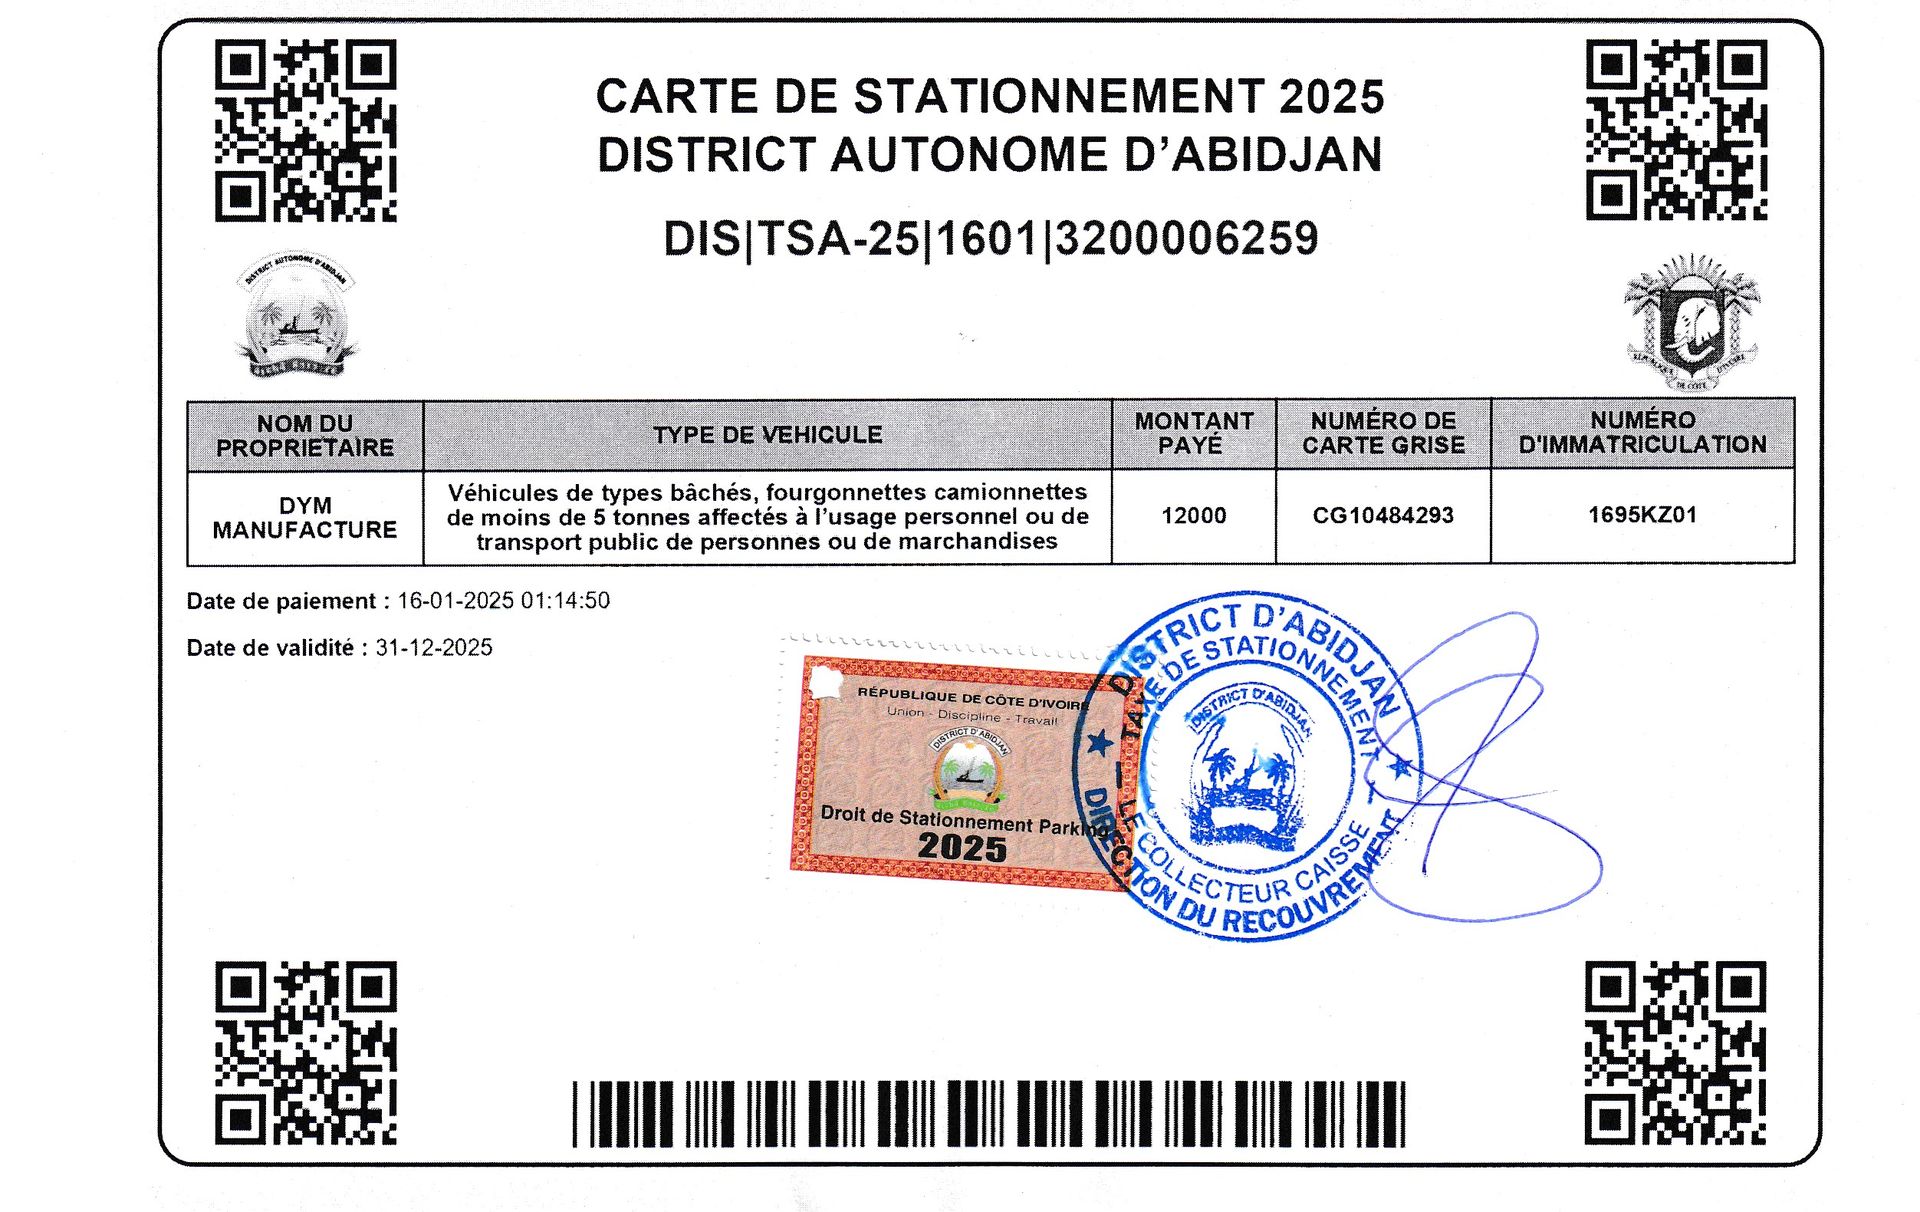 CARTE DE STATIONNEMENT 2025
DISTRICT AUTONOME D'ABIDJAN
DIS|TSA-25|1601|3200006259
DISTRICT AUTONOME D'ABIDJAN
RÉPUBLIQUE DE CÔTE D'IVOIRE
NOM DU
PROPRIETAIRE
TYPE DE VEHICULE
MONTANT
PAYÉ
NUMÉRO DE
CARTE GRISE
NUMÉRO
D'IMMATRICULATION
DYM
MANUFACTURE
Véhicules de types bâchés, fourgonnettes camionnettes
de moins de 5 tonnes affectés à l'usage personnel ou de
transport public de personnes ou de marchandises
12000
CG10484293
1695KZ01
Date de paiement : 16-01-2025 01:14:50
Date de validité : 31-12-2025
RÉPUBLIQUE DE CÔTE D'IVOIRE
Union - Discipline - Travail
DISTRICT D'ABIDJAN
Droit de Stationnement Parking
2025
DISTRICT D'ABIDJAN
TAXE DE STATIONNEMENT
DISTRICT D'ABIDJAN
LE COLLECTEUR CAISSE
DIRECTION DU RECOUVREMENT